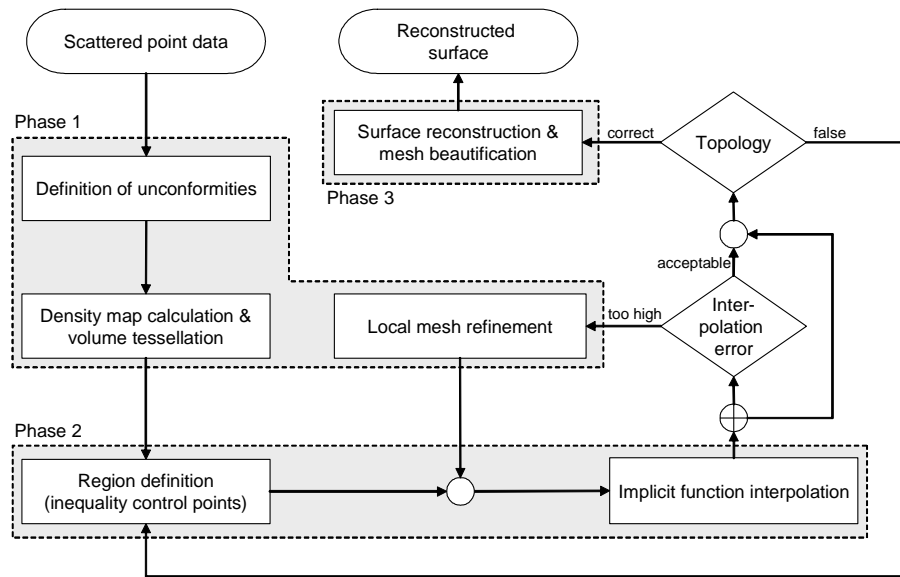 Scattered point data
Reconstructed
surface
Phase 1
Surface reconstruction &
mesh beautification
correct
Topology
false
Definition of unconformities
Phase 3
acceptable
Density map calculation &
volume tessellation
Local mesh refinement
too high
Inter-
polation
error
Phase 2
Region definition
(inequality control points)
Implicit function interpolation